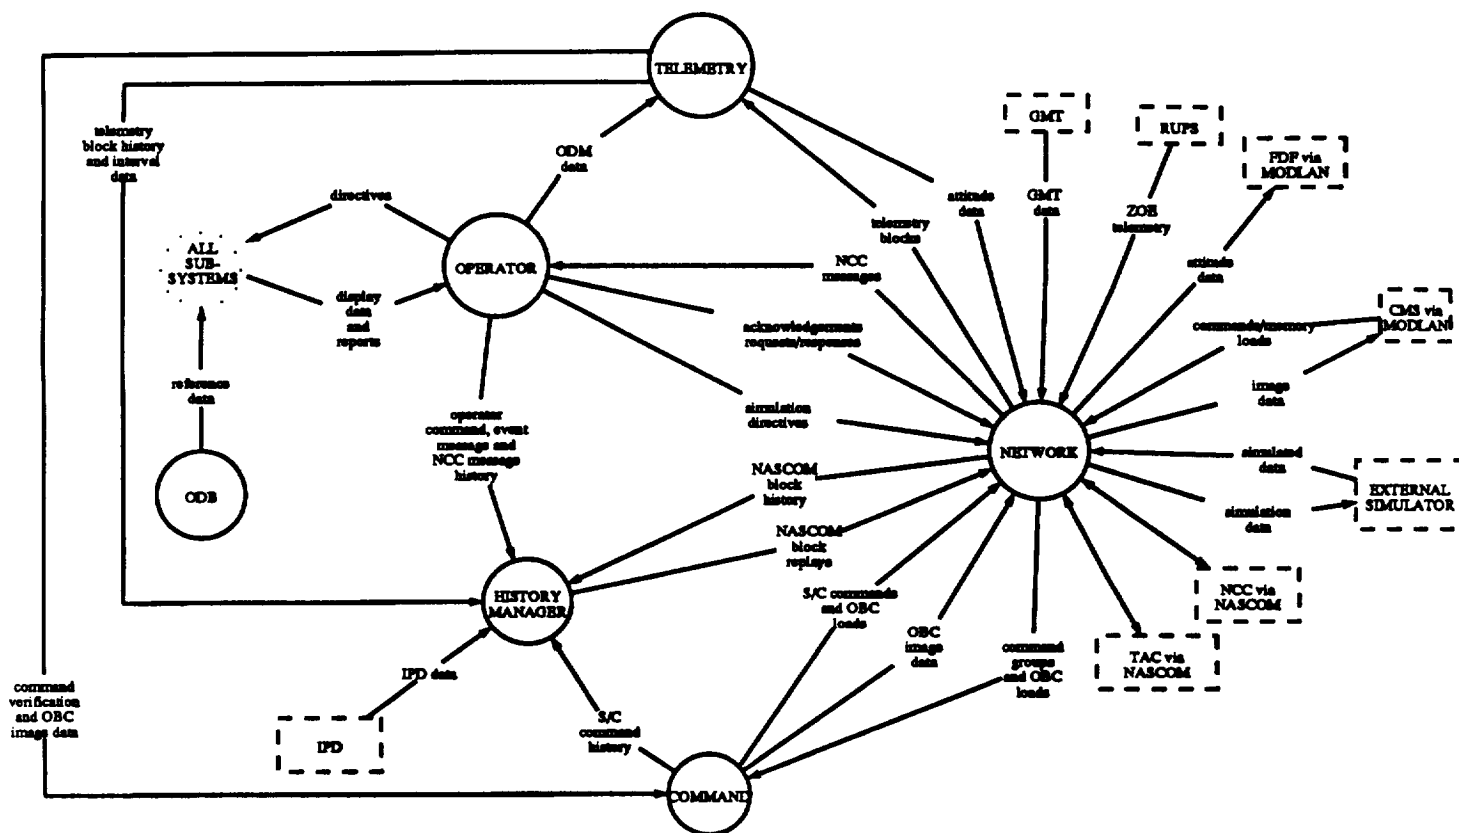 TELEMETRY
GMT
RUPS
FDF via
MODLAN
telemetry
block history
and interval
data
ODM
data
directives
attitude
data
GMT
data
ZOE
telemetry
telemetry
blocks
ALL
SUB-
SYSTEMS
OPERATOR
NCC
messages
attitude
data
display
data
and
reports
acknowledgements
requests/responses
commands/memory
loads
CMS via
MODLAN
reference
data
image
data
operator
command, event
message and
NCC message
history
simulation
directives
NETWORK
simulated
data
ODB
NASCOM
block
history
EXTERNAL
SIMULATOR
simulation
data
NASCOM
block
replays
HISTORY
MANAGER
S/C commands
and OBC
loads
NCC via
NASCOM
OBC
image
data
command
groups
and OBC
loads
TAC via
NASCOM
IPD data
command
verification
and OBC
image data
IPD
S/C
command
history
COMMAND